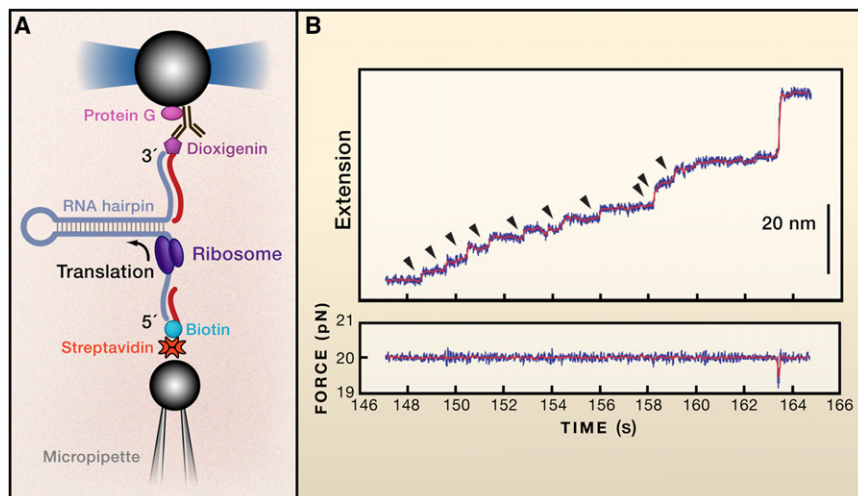 A
Protein G
3´
Dioxigenin
RNA hairpin
Ribosome
Translation
5´
Biotin
Streptavidin
Micropipette
B
Extension
20 nm
146 148 150 152 154 156 158 160 162 164 166
FORCE (pN)
21
20
19
TIME (s)